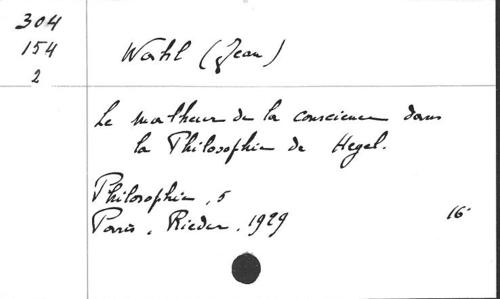 304
154
2
Wahl (Jean)
Le malheur de la conscience dans
la Philosophie de Hegel.
Philosophie, 5
Paris, Rieder, 1929
16°